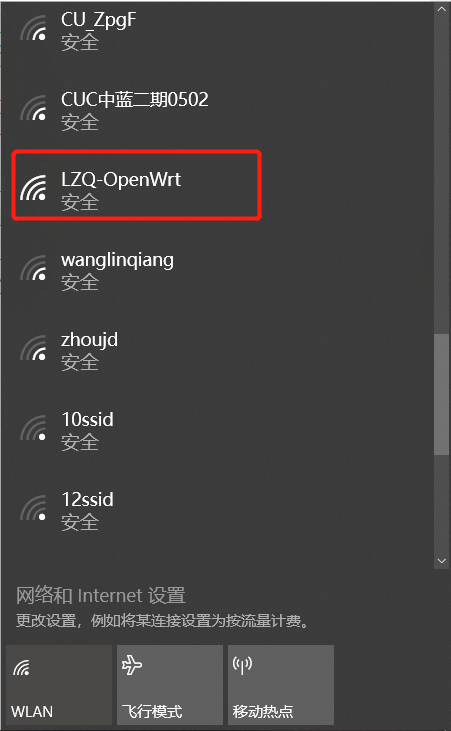 CU_ZpgF
安全
CUC中蓝二期0502
安全
LZQ-OpenWrt
安全
wanglinqiang
安全
zhoujd
安全
10ssid
安全
12ssid
安全
网络和 Internet 设置
更改设置，例如将某连接设置为按流量计费。
WLAN
飞行模式
移动热点